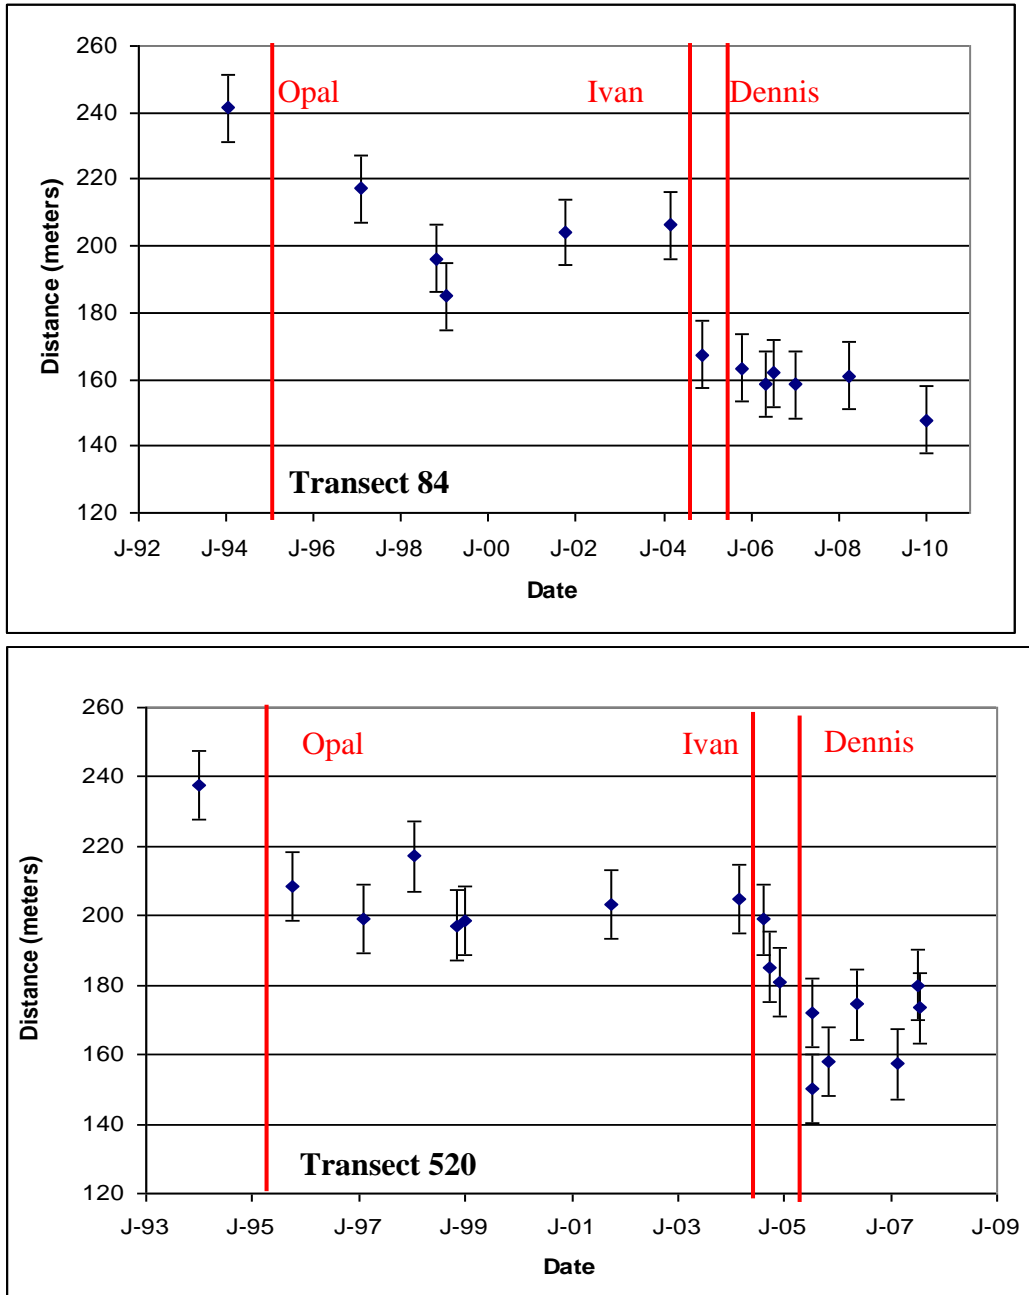 260
240
220
200
180
160
140
120
Distance (meters)
Opal
Ivan
Dennis
Transect 84
J-92 J-94 J-96 J-98 J-00 J-02 J-04 J-06 J-08 J-10
Date
260
240
220
200
180
160
140
120
Distance (meters)
Opal
Ivan
Dennis
Transect 520
J-93 J-95 J-97 J-99 J-01 J-03 J-05 J-07 J-09
Date